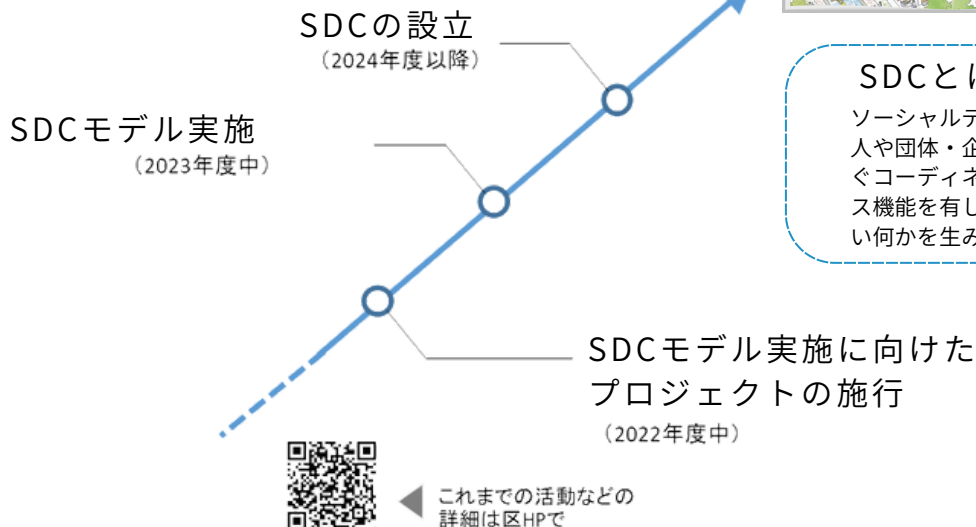 SDCの設立
（2024年度以降）
SDCモデル実施
（2023年度中）
SDCとは
ソーシャルデ
人や団体・企
ぐコーディネ
ス機能を有し
い何かを生み
SDCモデル実施に向けた
プロジェクトの施行
（2022年度中）
これまでの活動などの
詳細は区HPで